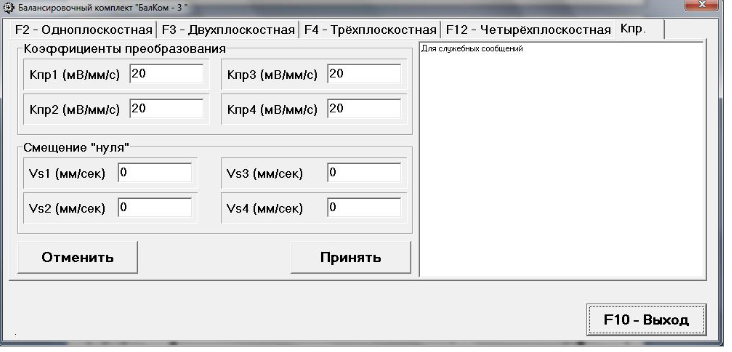 Балансировочный комплект "БалКом - 3 "
F2 - Одноплоскостная F3 - Двухплоскостная F4 - Трёхплоскостная F12 - Четырёхплоскостная Кпр.
Коэффициенты преобразования
Кпр1 (мВ/мм/с) 20 Кпр3 (мВ/мм/с) 20
Кпр2 (мВ/мм/с) 20 Кпр4 (мВ/мм/с) 20
Для служебных сообщений
Смещение "нуля"
Vs1 (мм/сек) 0 Vs3 (мм/сек) 0
Vs2 (мм/сек) 0 Vs4 (мм/сек) 0
Отменить Принять
F10 - Выход